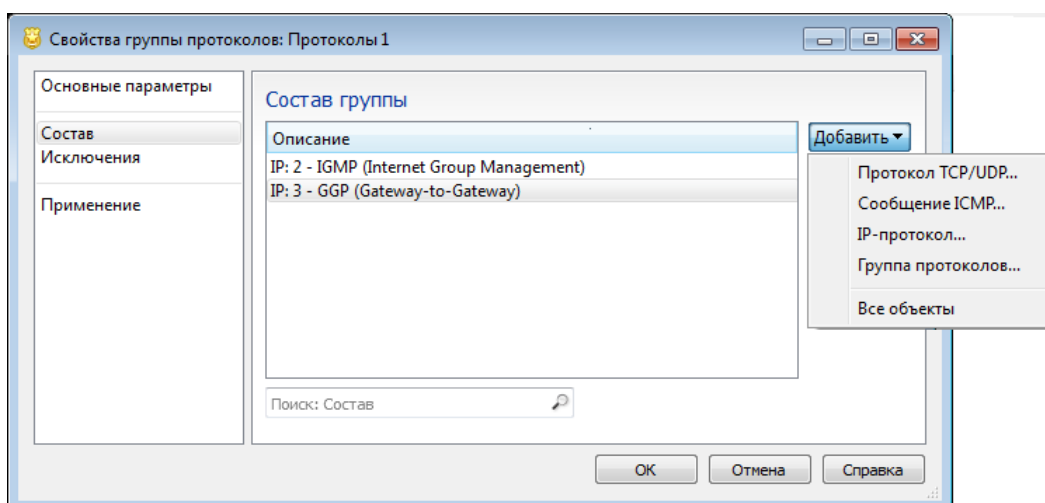 Свойства группы протоколов: Протоколы 1
Основные параметры
Состав
Исключения
Применение
Состав группы
Описание
IP: 2 - IGMP (Internet Group Management)
IP: 3 - GGP (Gateway-to-Gateway)
Добавить
Протокол TCP/UDP...
Сообщение ICMP...
IP-протокол...
Группа протоколов...
Все объекты
Поиск: Состав
ОК
Отмена
Справка